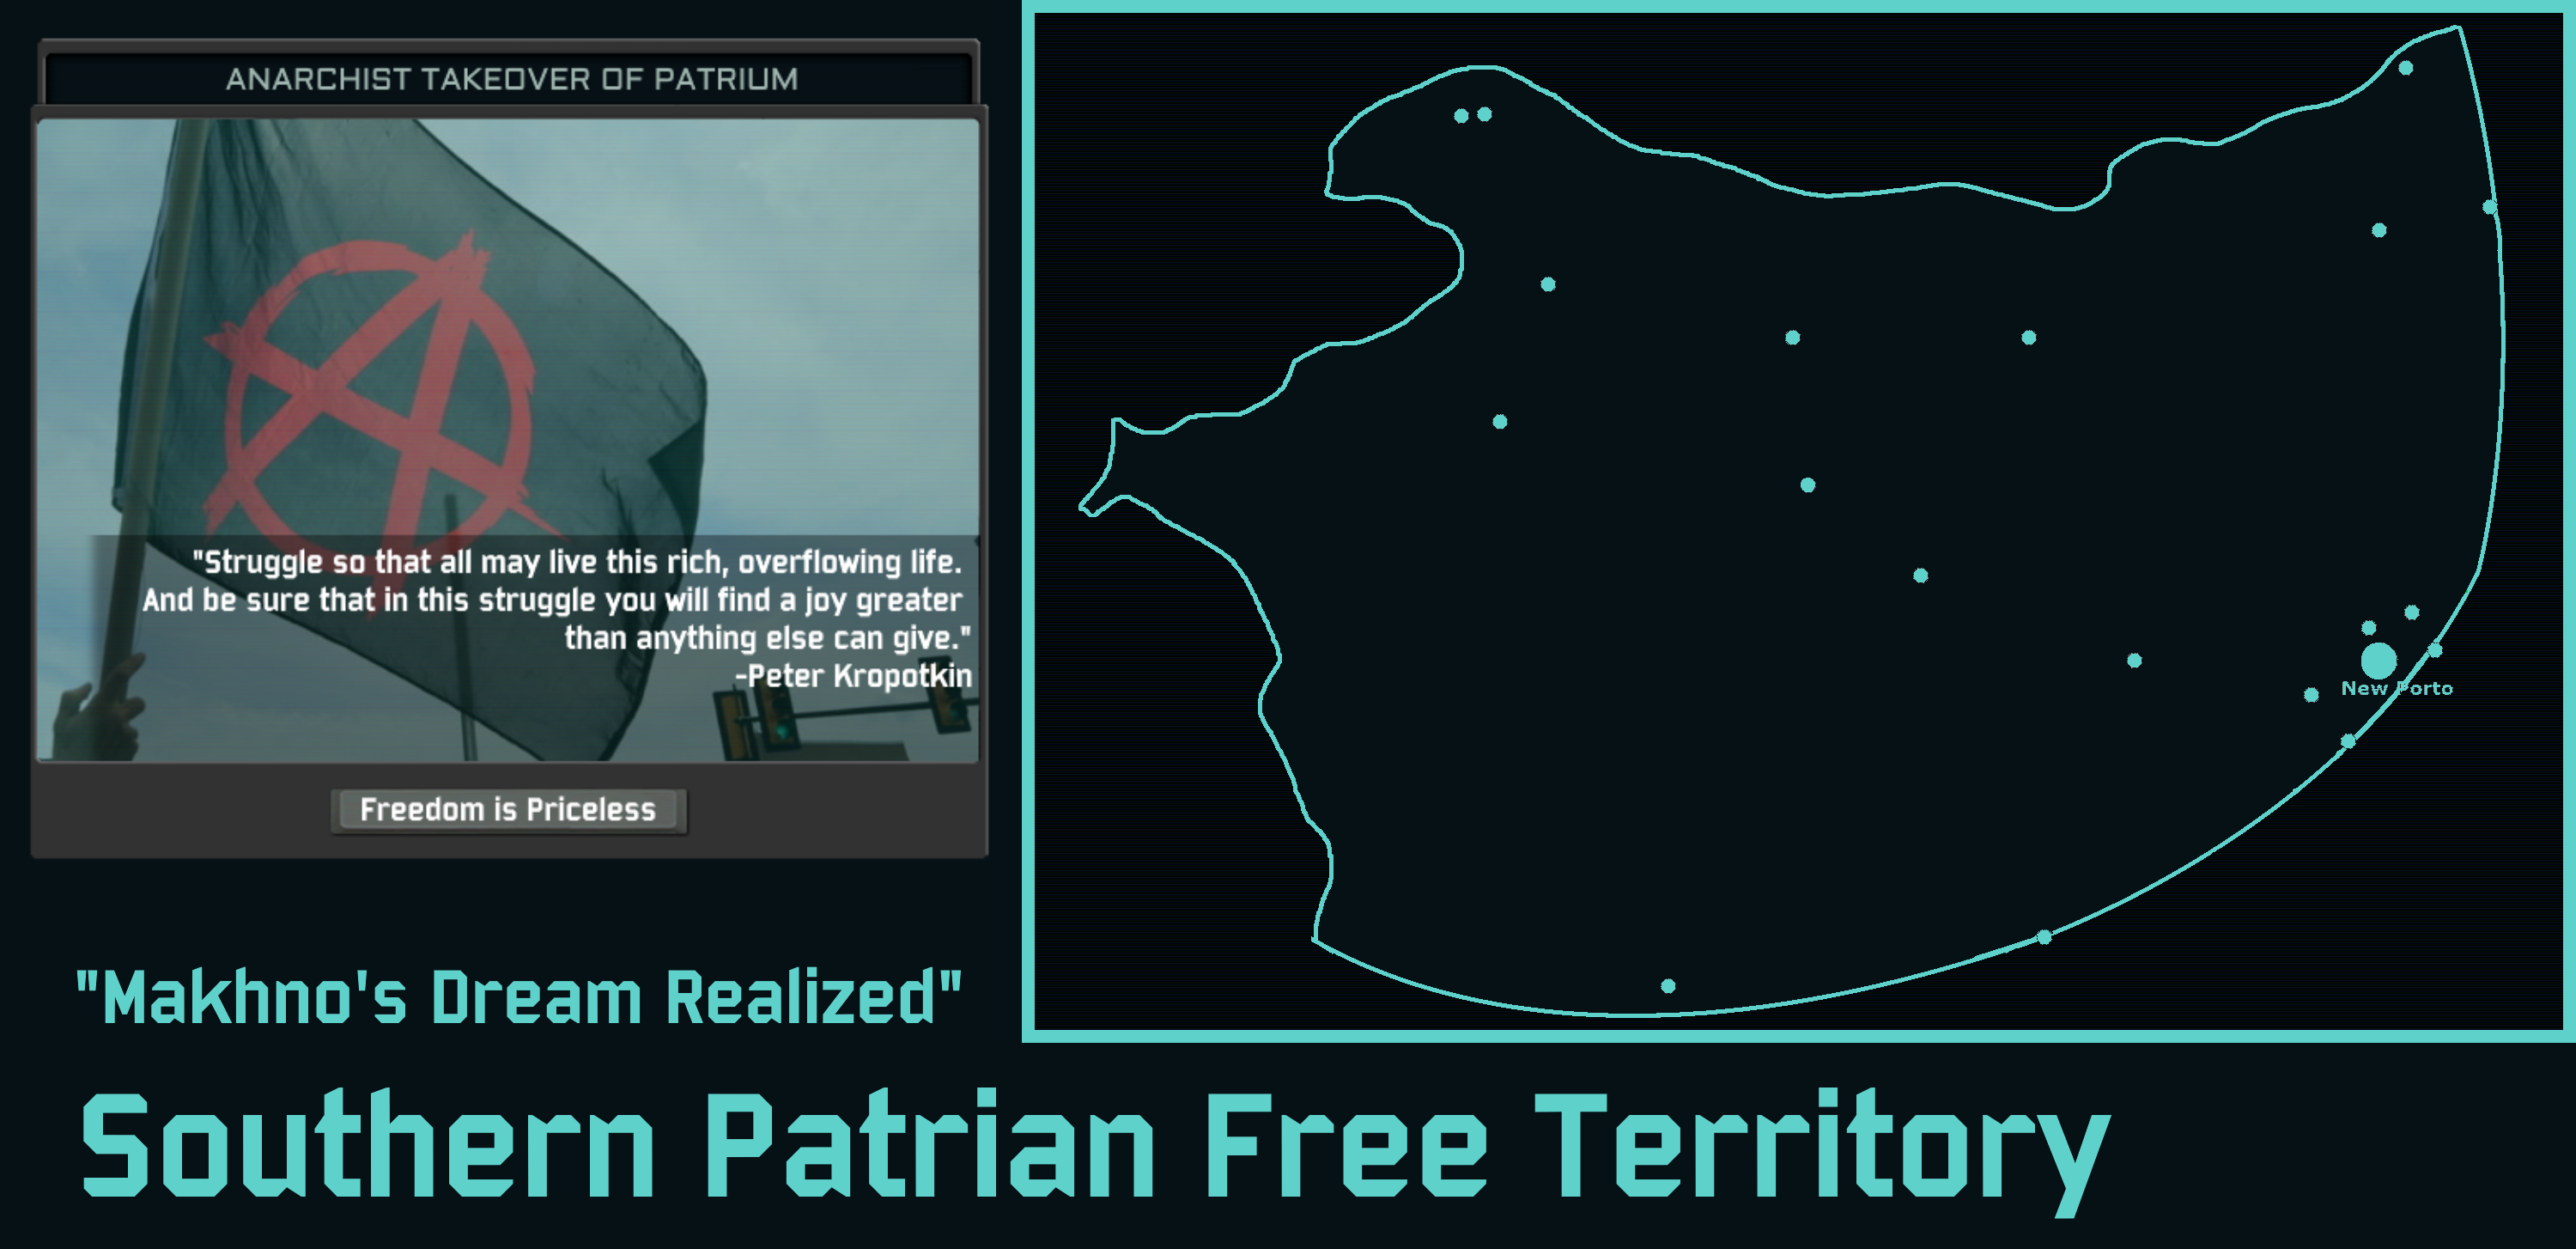 ANARCHIST TAKEOVER OF PATRIUM
"Struggle so that all may live this rich, overflowing life.
And be sure that in this struggle you will find a joy greater
than anything else can give."
-Peter Kropotkin
Freedom is Priceless
"Makhno's Dream Realized"
New Porto
Southern Patrian Free Territory